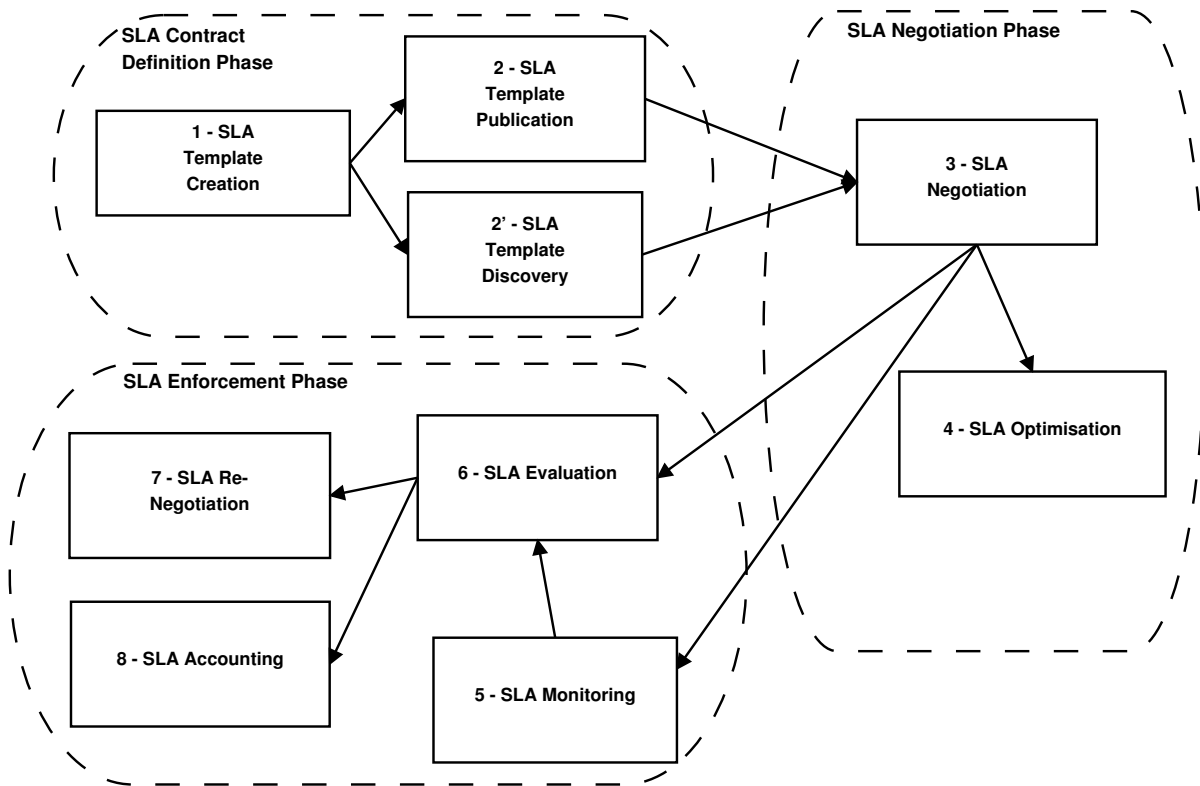 SLA Contract
Definition Phase
1 - SLA
Template
Creation
2 - SLA
Template
Publication
2' - SLA
Template
Discovery
SLA Negotiation Phase
3 - SLA
Negotiation
4 - SLA Optimisation
SLA Enforcement Phase
7 - SLA Re-
Negotiation
6 - SLA Evaluation
8 - SLA Accounting
5 - SLA Monitoring